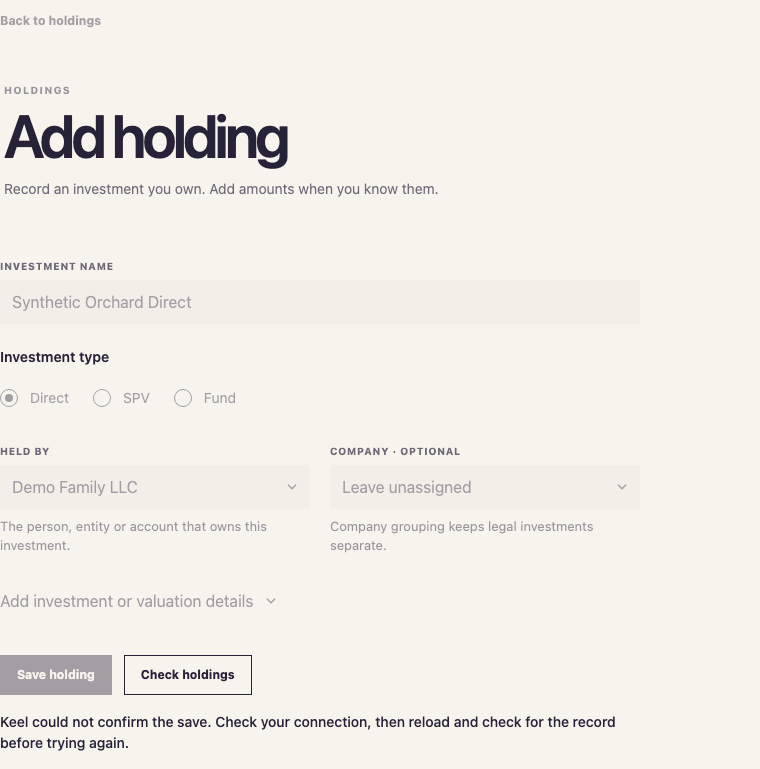 Back to holdings
HOLDINGS
Add holding
Record an investment you own. Add amounts when you know them.
INVESTMENT NAME
Synthetic Orchard Direct
Investment type
Direct SPV Fund
HELD BY COMPANY · OPTIONAL
Demo Family LLC Leave unassigned
The person, entity or account that owns this
investment.
Company grouping keeps legal investments
separate.
Add investment or valuation details
Save holding Check holdings
Keel could not confirm the save. Check your connection, then reload and check for the record
before trying again.